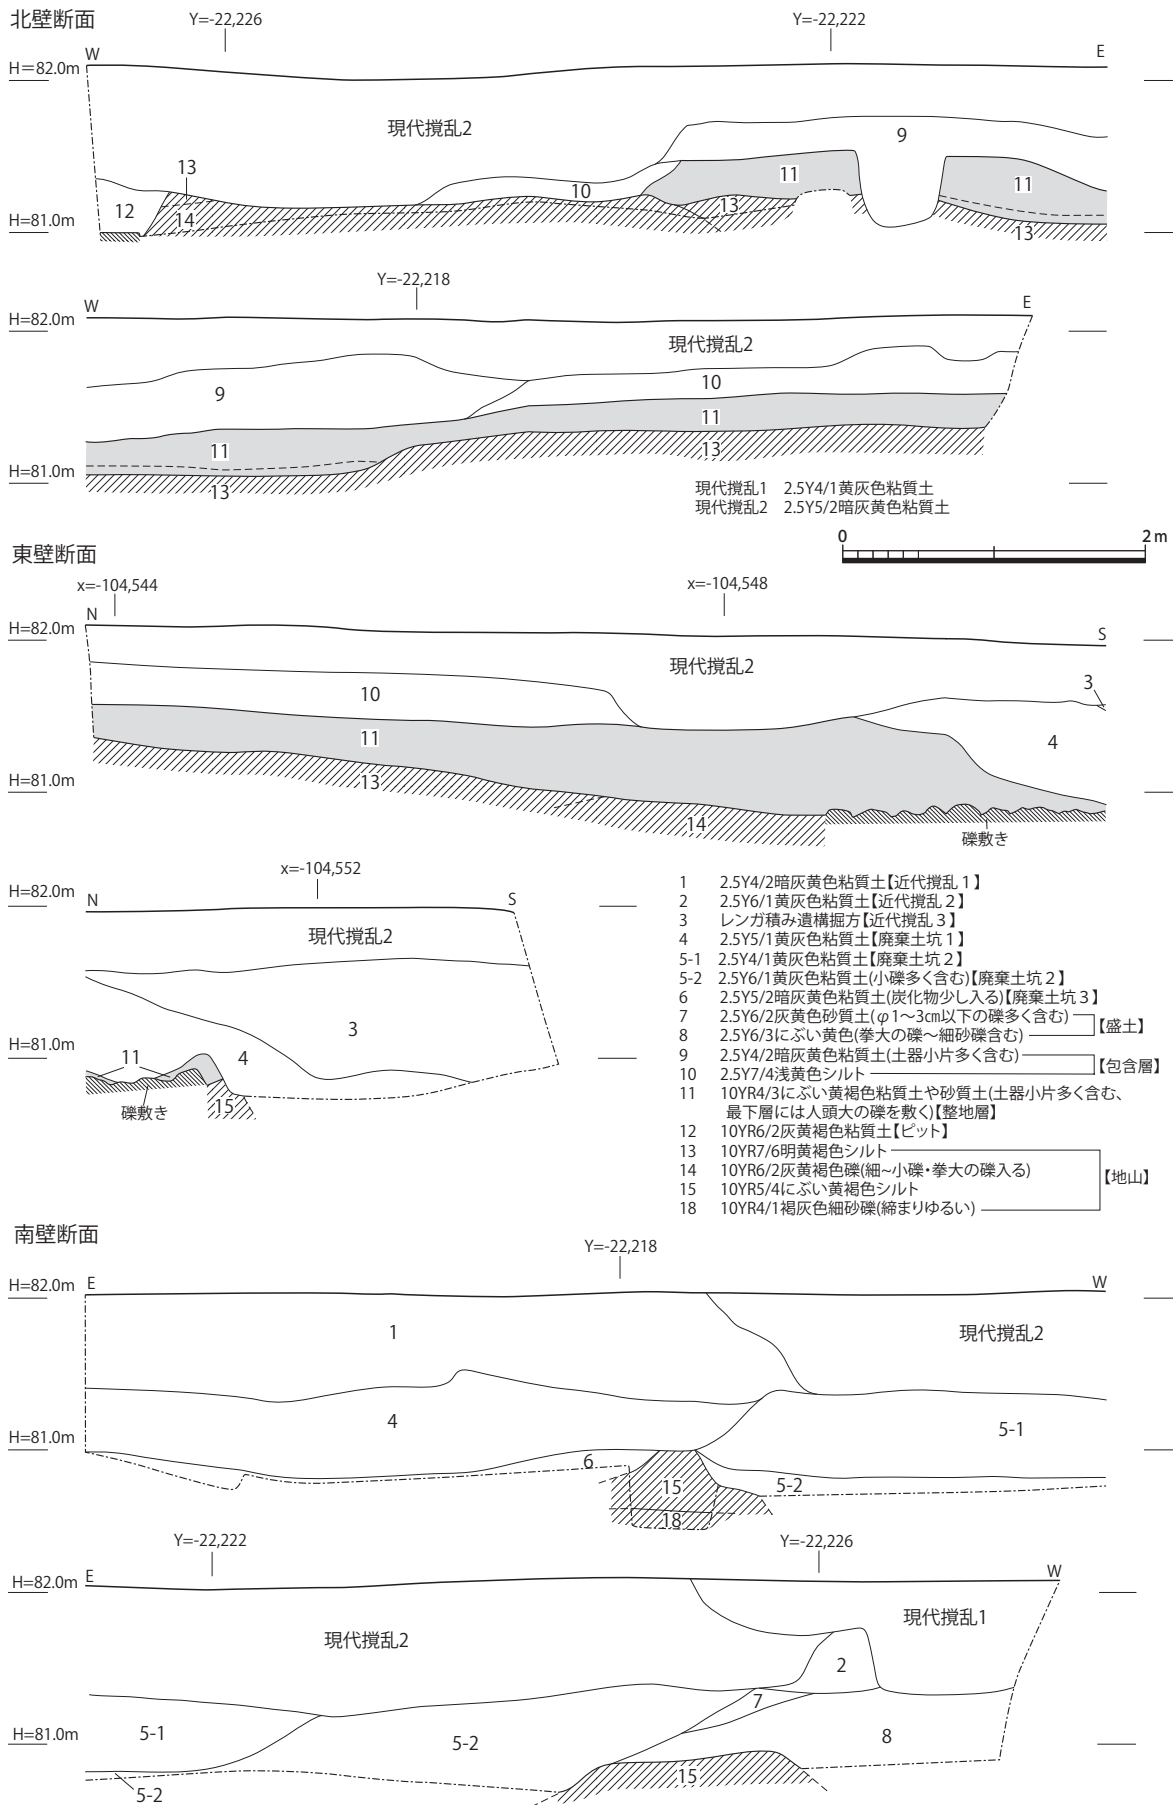 北壁断面
Y=-22,226
Y=-22,222
W
E
H=82.0m
現代撹乱2
9
13
11
11
10
12
14
13
H=81.0m
13
Y=-22,218
W
E
H=82.0m
現代撹乱2
10
9
11
11
13
H=81.0m
13
現代撹乱1 2.5Y4/1黄灰色粘質土
現代撹乱2 2.5Y5/2暗灰黄色粘質土
0 2m
東壁断面
x=-104,544
x=-104,548
N
S
H=82.0m
現代撹乱2
3
10
11
4
H=81.0m
13
14
礫敷き
x=-104,552
N
S
H=82.0m
現代撹乱2
3
H=81.0m
11
4
礫敷き
15
1 2.5Y4/2暗灰黄色粘質土【近代撹乱1】
2 2.5Y6/1黄灰色粘質土【近代撹乱2】
3 レンガ積み遺構掘方【近代撹乱3】
4 2.5Y5/1黄灰色粘質土【廃棄土坑1】
5-1 2.5Y4/1黄灰色粘質土【廃棄土坑2】
5-2 2.5Y6/1黄灰色粘質土(小礫多く含む)【廃棄土坑2】
6 2.5Y5/2暗灰黄色粘質土(炭化物少し入る)【廃棄土坑3】
7 2.5Y6/2灰黄色砂質土(φ1〜3㎝以下の礫多く含む)
8 2.5Y6/3にぶい黄色(拳大の礫〜細砂礫含む)
【盛土】
9 2.5Y4/2暗灰黄色粘質土(土器小片多く含む)
10 2.5Y7/4浅黄色シルト
【包含層】
11 10YR4/3にぶい黄褐色粘質土や砂質土(土器小片多く含む、
最下層には人頭大の礫を敷く)【整地層】
12 10YR6/2灰黄褐色粘質土【ピット】
13 10YR7/6明黄褐色シルト
14 10YR6/2灰黄褐色礫(細~小礫・拳大の礫入る)
15 10YR5/4にぶい黄褐色シルト
18 10YR4/1褐灰色細砂礫(締まりゆるい)
【地山】
南壁断面
Y=-22,218
H=82.0m
E
W
1
現代撹乱2
4
5-1
H=81.0m
6
15
5-2
18
Y=-22,222
Y=-22,226
H=82.0m
E
W
現代撹乱2
現代撹乱1
2
7
5-1
5-2
8
H=81.0m
15
5-2